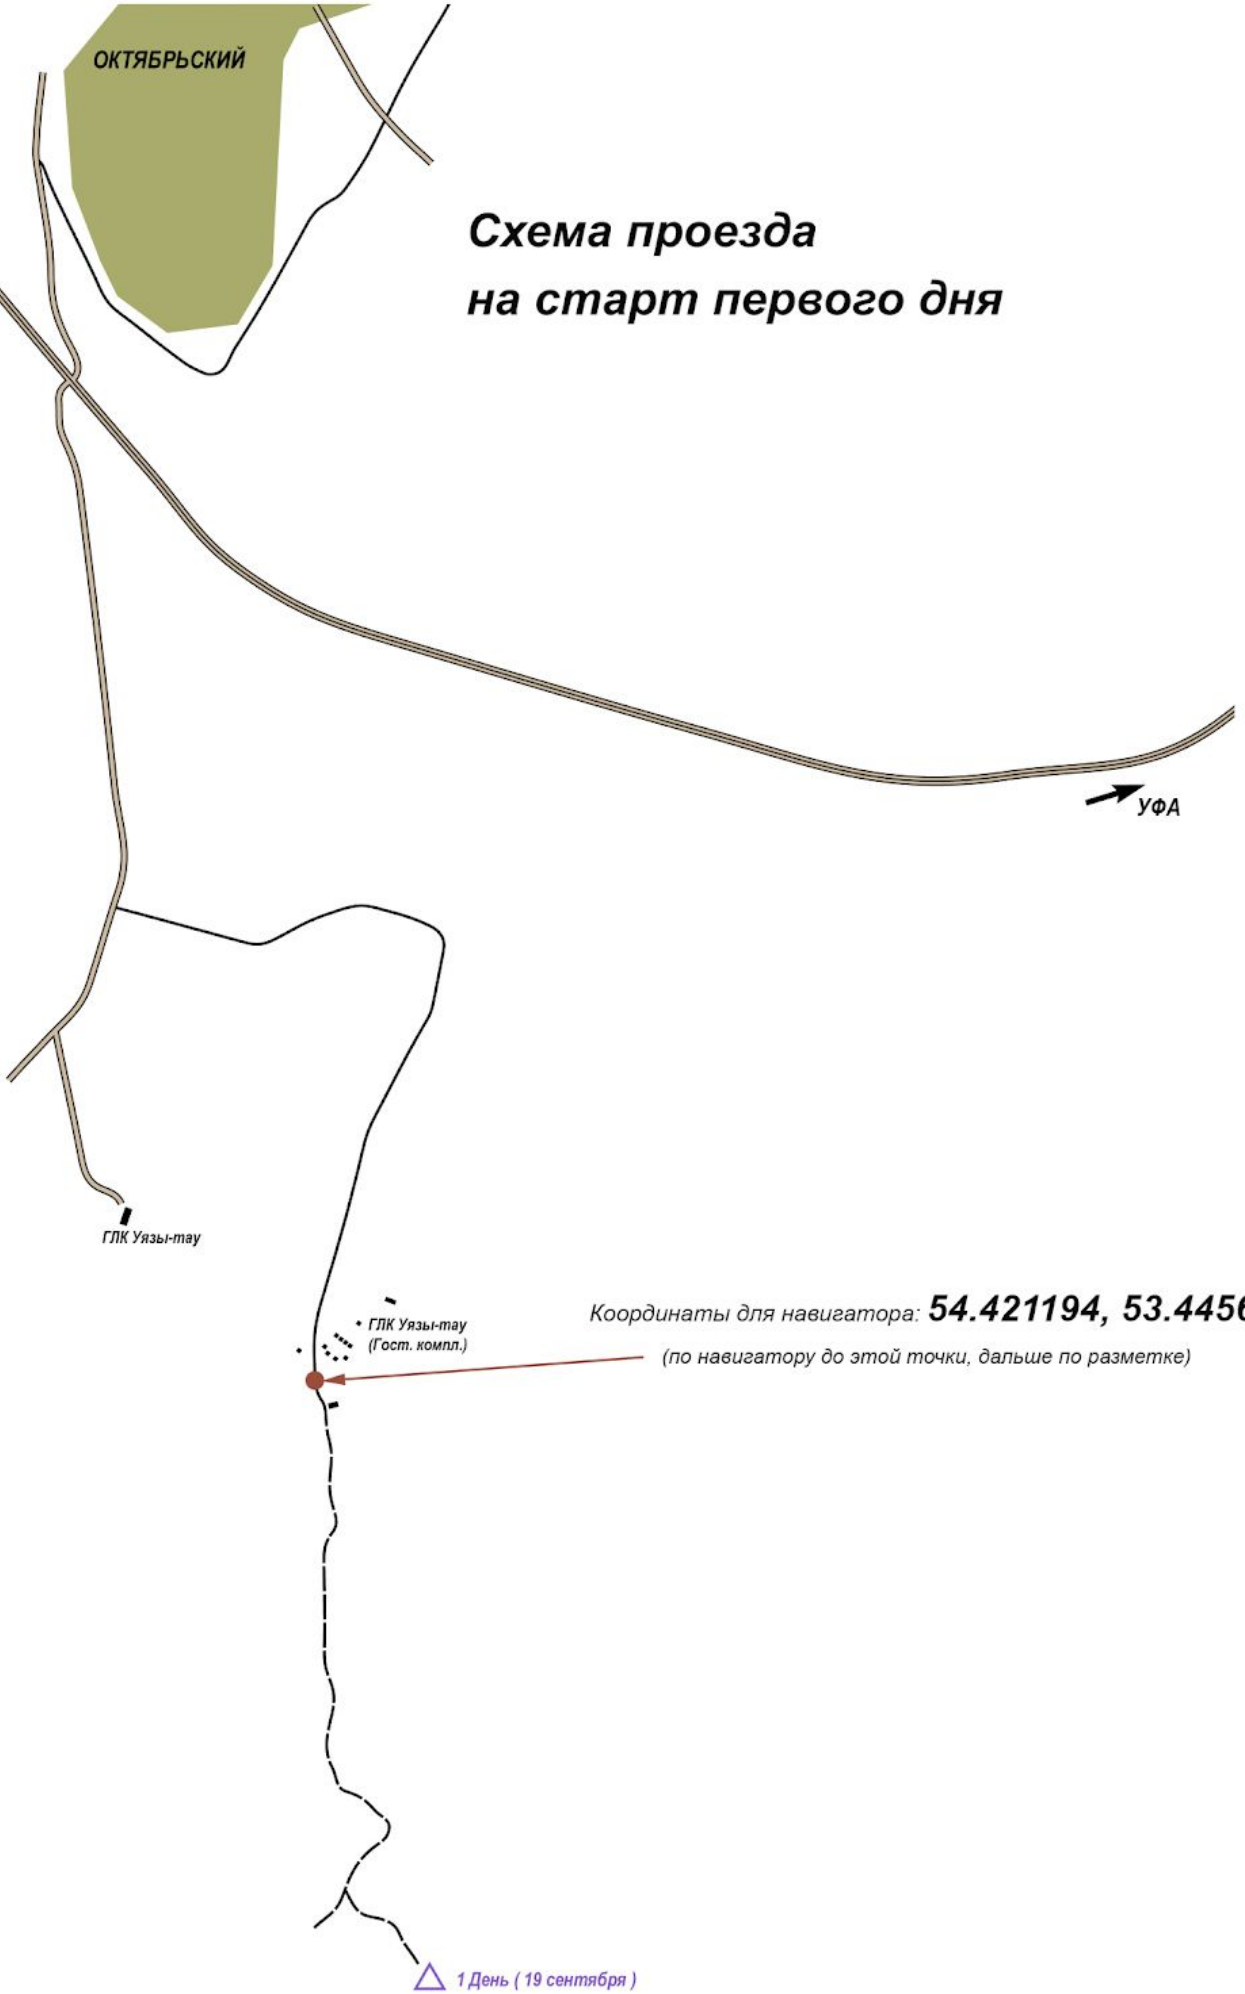 ОКТЯБРЬСКИЙ
Схема проезда
на старт первого дня
УФА
ГЛК Уязы-тау
Координаты для навигатора: 54.421194, 53.4456
ГЛК Уязы-тау
(Гост. компл.)
(по навигатору до этой точки, дальше по разметке)
1 День ( 19 сентября )